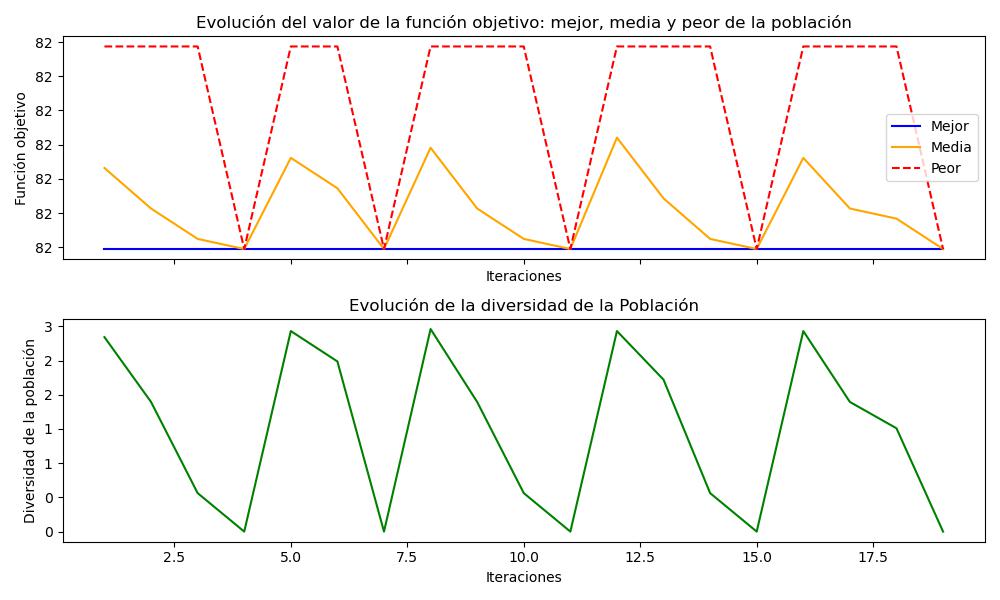 Evolución del valor de la función objetivo: mejor, media y peor de la población
82
82
82
82
82
82
82
Función objetivo
Mejor
Media
Peor
Iteraciones
Evolución de la diversidad de la Población
3
2
2
1
1
0
0
Diversidad de la población
2.5 5.0 7.5 10.0 12.5 15.0 17.5
Iteraciones